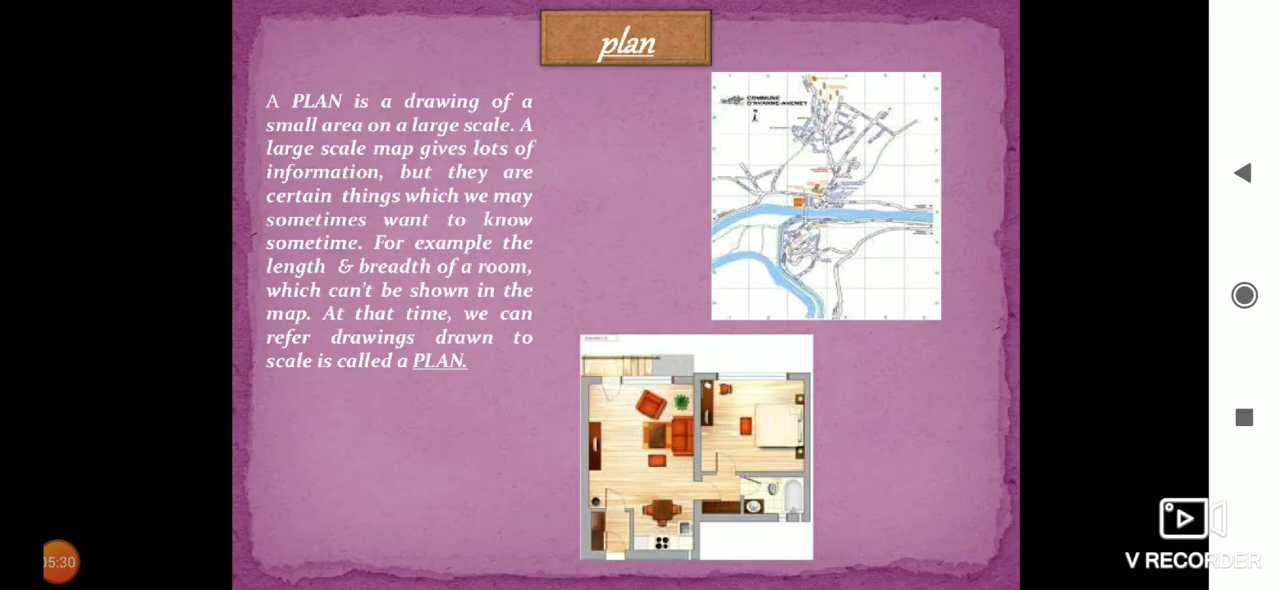 plan
A PLAN is a drawing of a
small area on a large scale. A
large scale map gives lots of
information, but they are
certain things which we may
sometimes want to know
sometime. For example the
length & breadth of a room,
which can't be shown in the
map. At that time, we can
refer drawings drawn to
scale is called a PLAN.
COMMUNE
D'AVANNE-AVENEY
05:30
V RECORDER